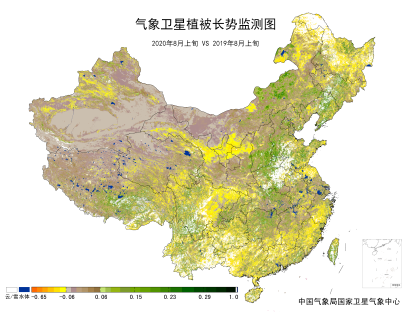 气象卫星植被长势监测图
2020年8月上旬 VS 2019年8月上旬
云/雪水体 -0.65 -0.08 0.06 0.15 0.23 0.29 1.0
中国气象局国家卫星气象中心